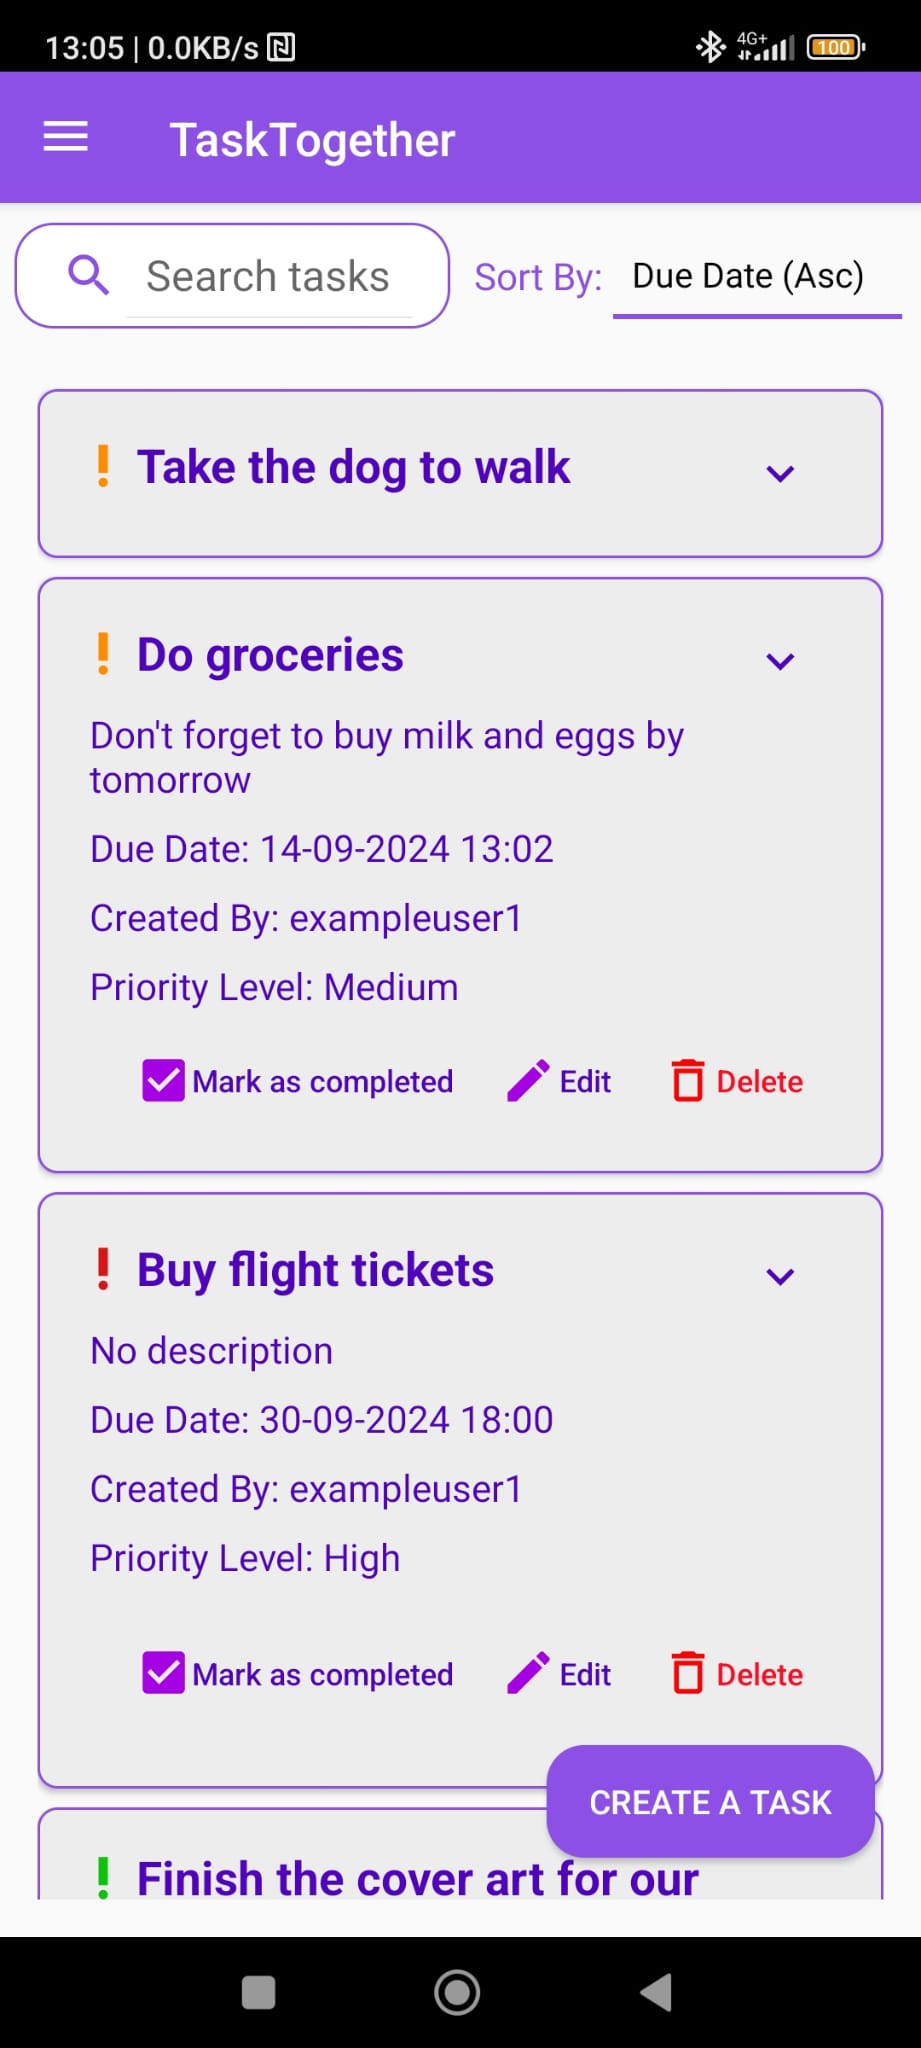 13:05 | 0.0KB/s
4G+
100
TaskTogether
Search tasks
Sort By:
Due Date (Asc)
Take the dog to walk
Do groceries
Don't forget to buy milk and eggs by
tomorrow
Due Date: 14-09-2024 13:02
Created By: exampleuser1
Priority Level: Medium
Mark as completed
Edit
Delete
Buy flight tickets
No description
Due Date: 30-09-2024 18:00
Created By: exampleuser1
Priority Level: High
Mark as completed
Edit
Delete
CREATE A TASK
Finish the cover art for our